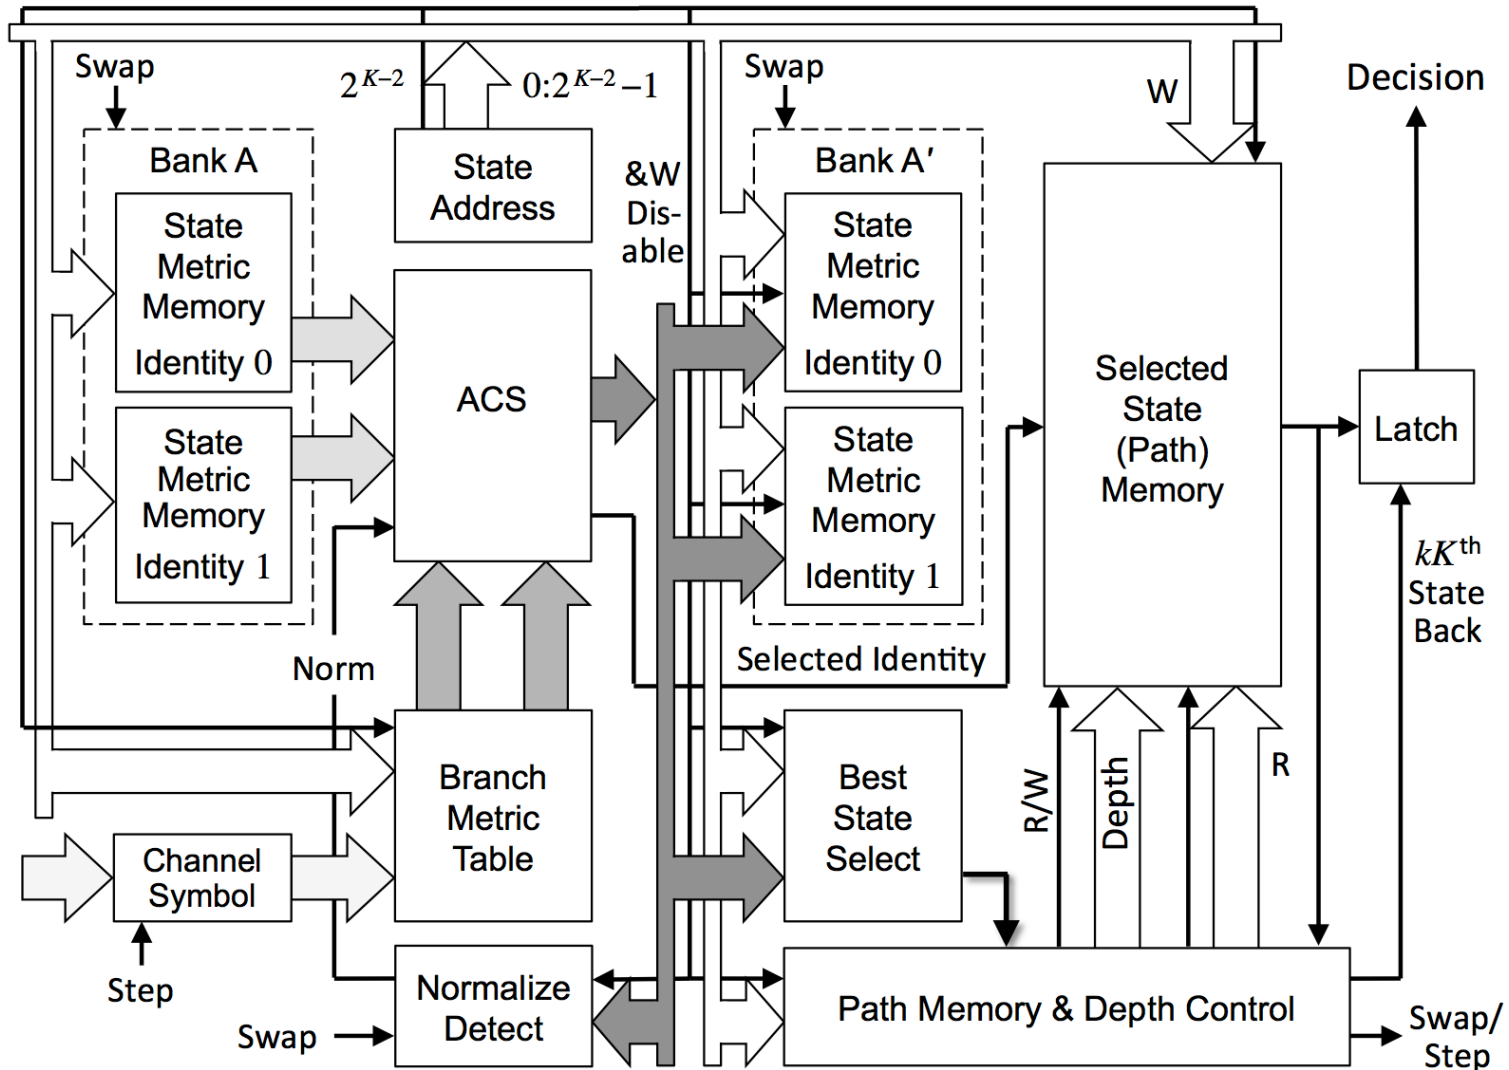 Swap
2^{K–2}
0:2^{K–2}–1
Swap
W
Decision
Bank A
State
Metric
Memory
Identity 0
State
Metric
Memory
Identity 1
State
Address
ACS
&W
Dis-
able
Bank A′
State
Metric
Memory
Identity 0
State
Metric
Memory
Identity 1
Selected
State
(Path)
Memory
Latch
kK^{th}
State
Back
Norm
Selected Identity
Branch
Metric
Table
Best
State
Select
R/W
Depth
R
Channel
Symbol
Step
Swap
Normalize
Detect
Path Memory & Depth Control
Swap/
Step